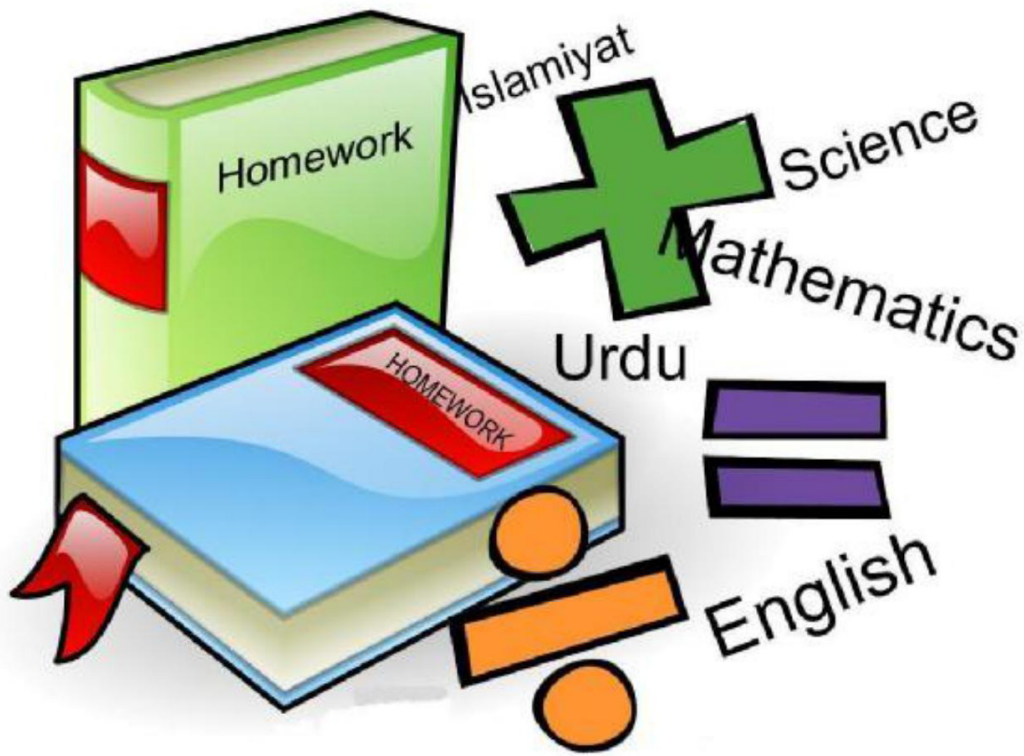 Islamiyat
Homework
Science
Mathematics
Urdu
HOMEWORK
English